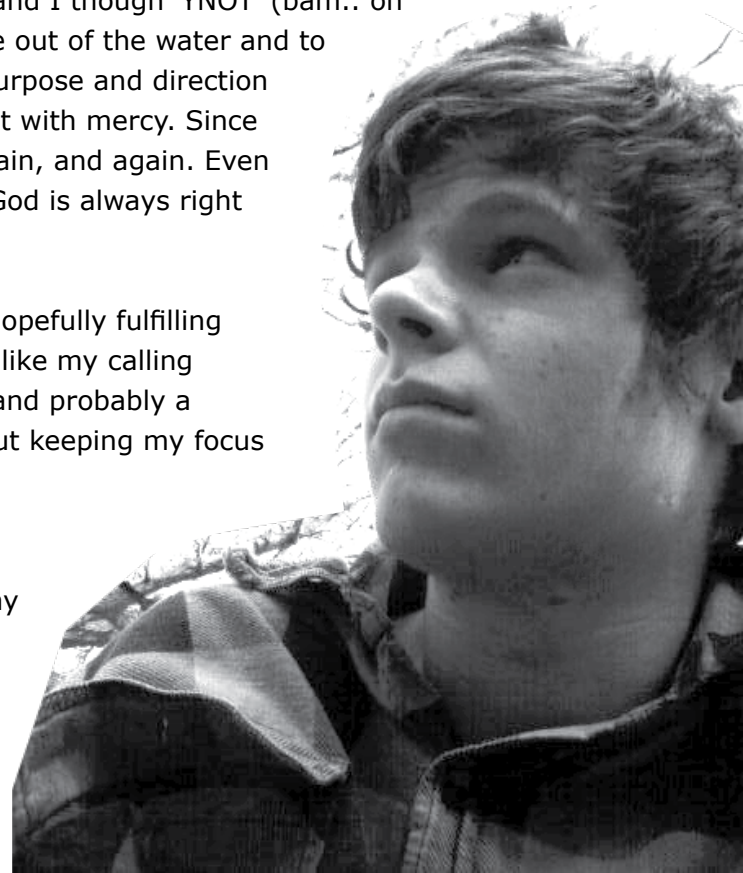 and I though 'YNOT' (bam.. on
e out of the water and to
urpose and direction
t with mercy. Since
ain, and again. Even
God is always right
opefully fulfilling
like my calling
and probably a
ut keeping my focus
ny